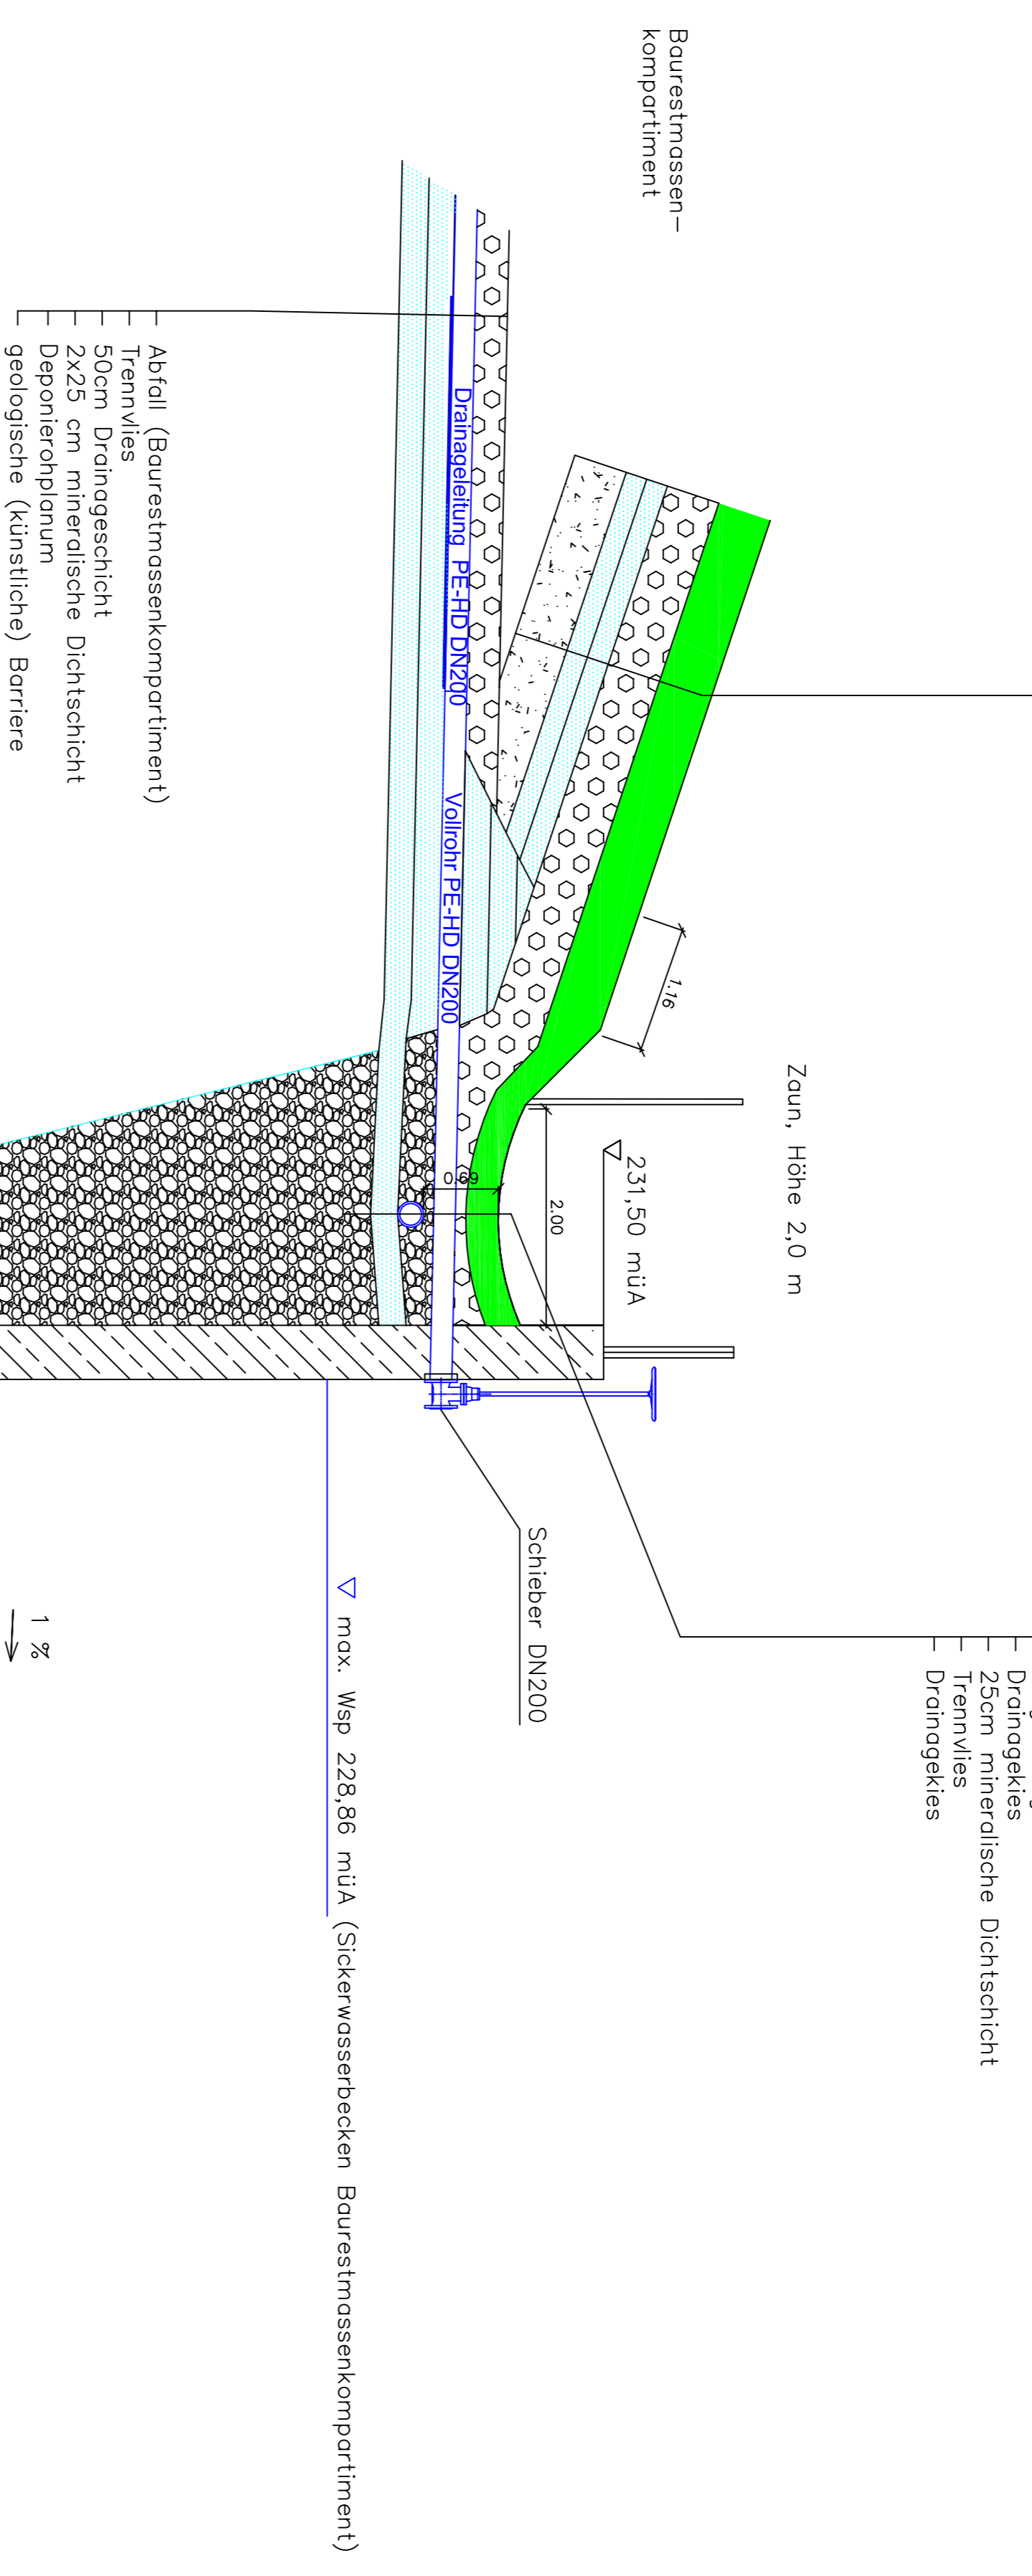 Baurestmassen-
kompartiment
Drainagekies
25cm mineralische Dichtschicht
Trennvlies
Drainagekies
Zaun, Höhe 2,0 m
1.16
231,50 müA
2.00
0.69
Drainageleitung PE-HD DN200
Vollrohr PE-HD DN200
Schieber DN200
max. Wsp 228,86 müA (Sickerwasserbecken Baurestmassenkompartiment)
Abfall (Baurestmassenkompartiment)
Trennvlies
50cm Drainageschicht
2x25 cm mineralische Dichtschicht
Deponierohplanum
geologische (künstliche) Barriere
1 %